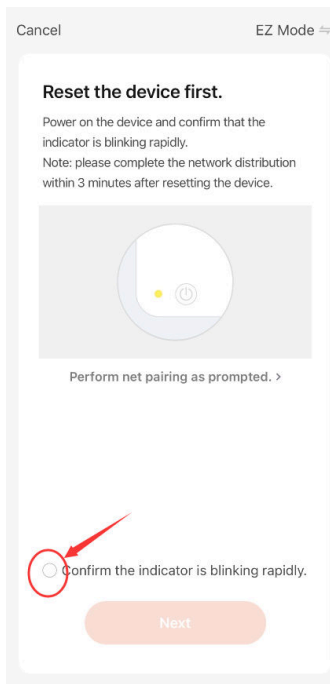 Cancel EZ Mode
Reset the device first.
Power on the device and confirm that the
indicator is blinking rapidly.
Note: please complete the network distribution
within 3 minutes after resetting the device.
Perform net pairing as prompted. >
Confirm the indicator is blinking rapidly.
Next